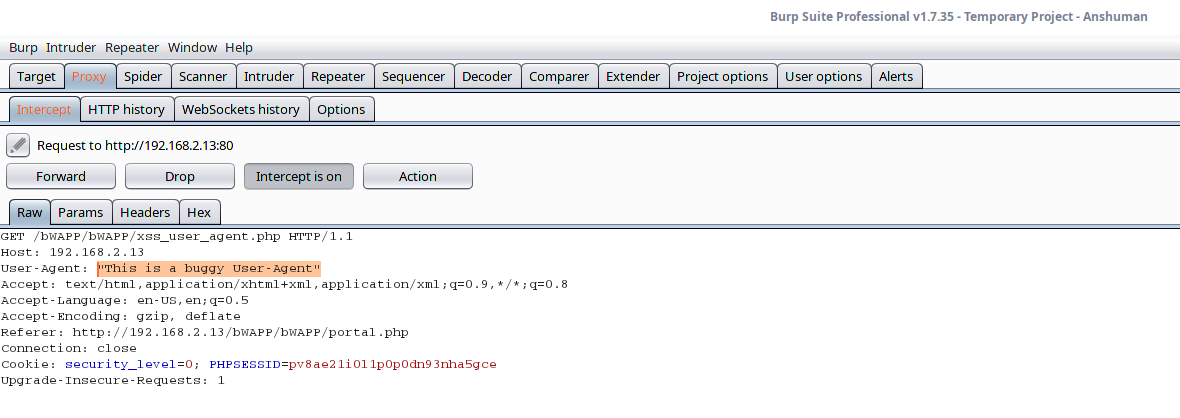 Burp Suite Professional v1.7.35 - Temporary Project - Anshuman
Burp Intruder Repeater Window Help
Target Proxy Spider Scanner Intruder Repeater Sequencer Decoder Comparer Extender Project options User options Alerts
Intercept HTTP history WebSockets history Options
Request to http://192.168.2.13:80
Forward Drop Intercept is on Action
Raw Params Headers Hex
GET /bWAPP/bWAPP/xss_user_agent.php HTTP/1.1
Host: 192.168.2.13
User-Agent: "This is a buggy User-Agent"
Accept: text/html,application/xhtml+xml,application/xml;q=0.9,*/*;q=0.8
Accept-Language: en-US,en;q=0.5
Accept-Encoding: gzip, deflate
Referer: http://192.168.2.13/bWAPP/bWAPP/portal.php
Connection: close
Cookie: security_level=0; PHPSESSID=pv8ae21i0l1p0p0dn93nha5gce
Upgrade-Insecure-Requests: 1